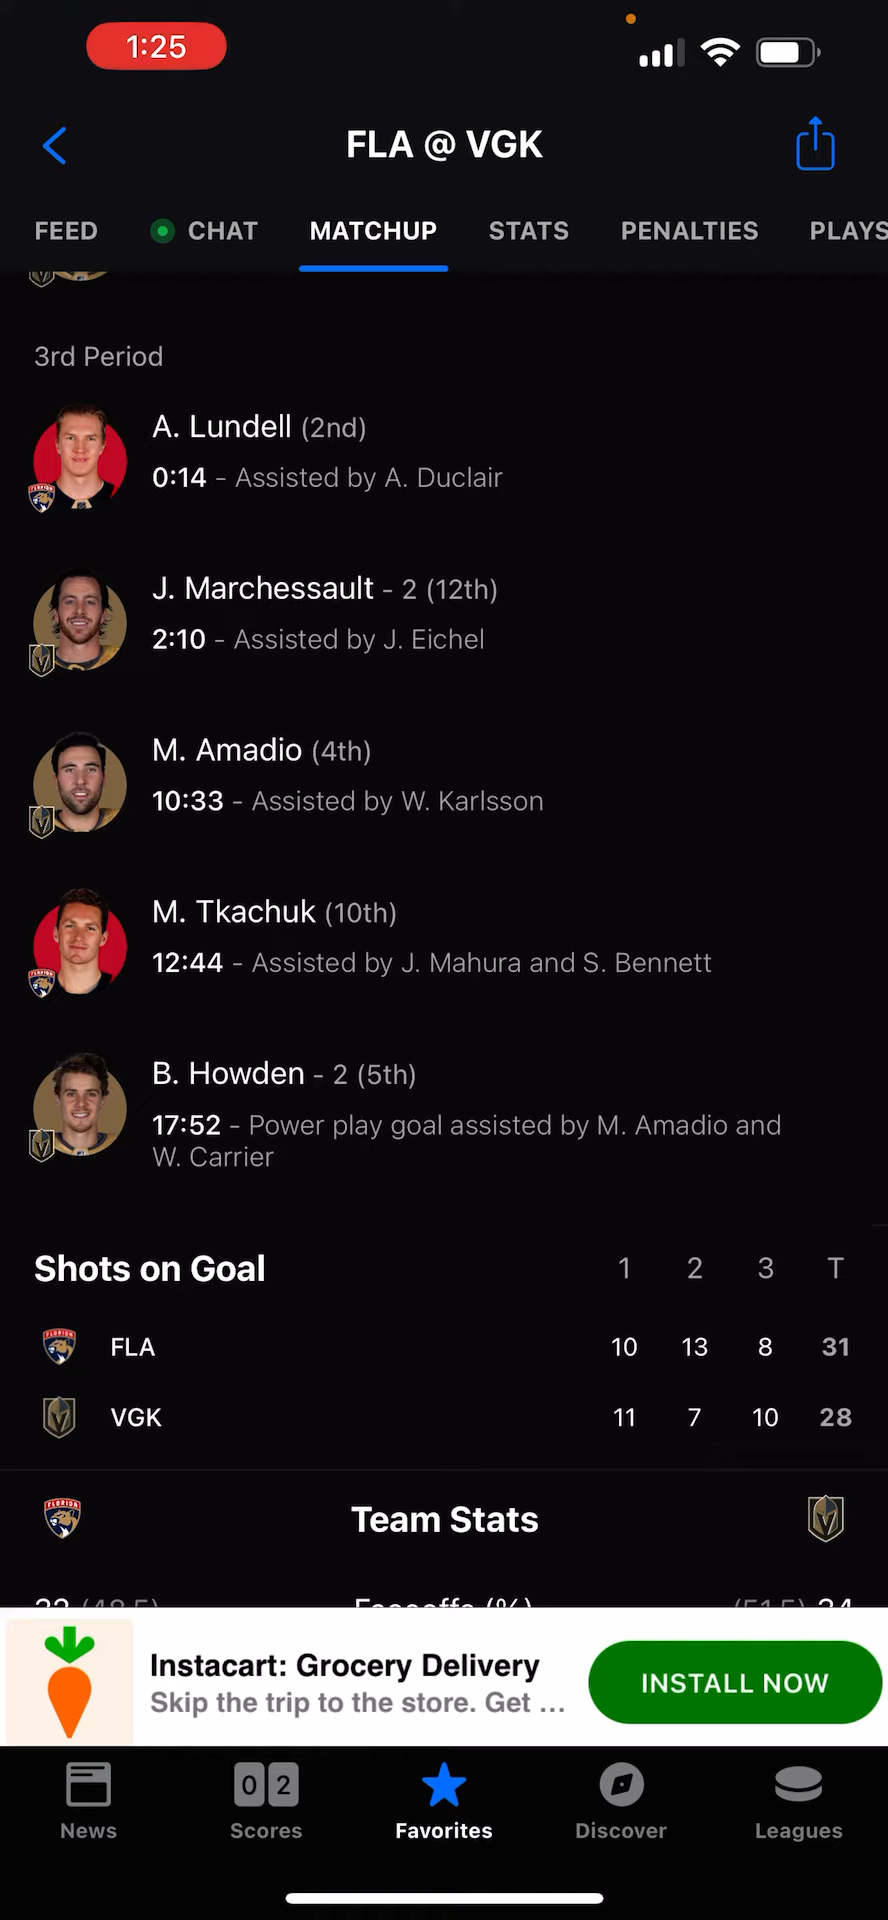 1:25
FLA @ VGK
FEED CHAT MATCHUP STATS PENALTIES PLAYS
3rd Period
A. Lundell (2nd)
0:14 - Assisted by A. Duclair
J. Marchessault - 2 (12th)
2:10 - Assisted by J. Eichel
M. Amadio (4th)
10:33 - Assisted by W. Karlsson
M. Tkachuk (10th)
12:44 - Assisted by J. Mahura and S. Bennett
B. Howden - 2 (5th)
17:52 - Power play goal assisted by M. Amadio and
W. Carrier
Shots on Goal 1 2 3 T
FLA 10 13 8 31
VGK 11 7 10 28
Team Stats
Faceoffs (%)
Instacart: Grocery Delivery
Skip the trip to the store. Get ...
INSTALL NOW
0 2
News Scores Favorites Discover Leagues